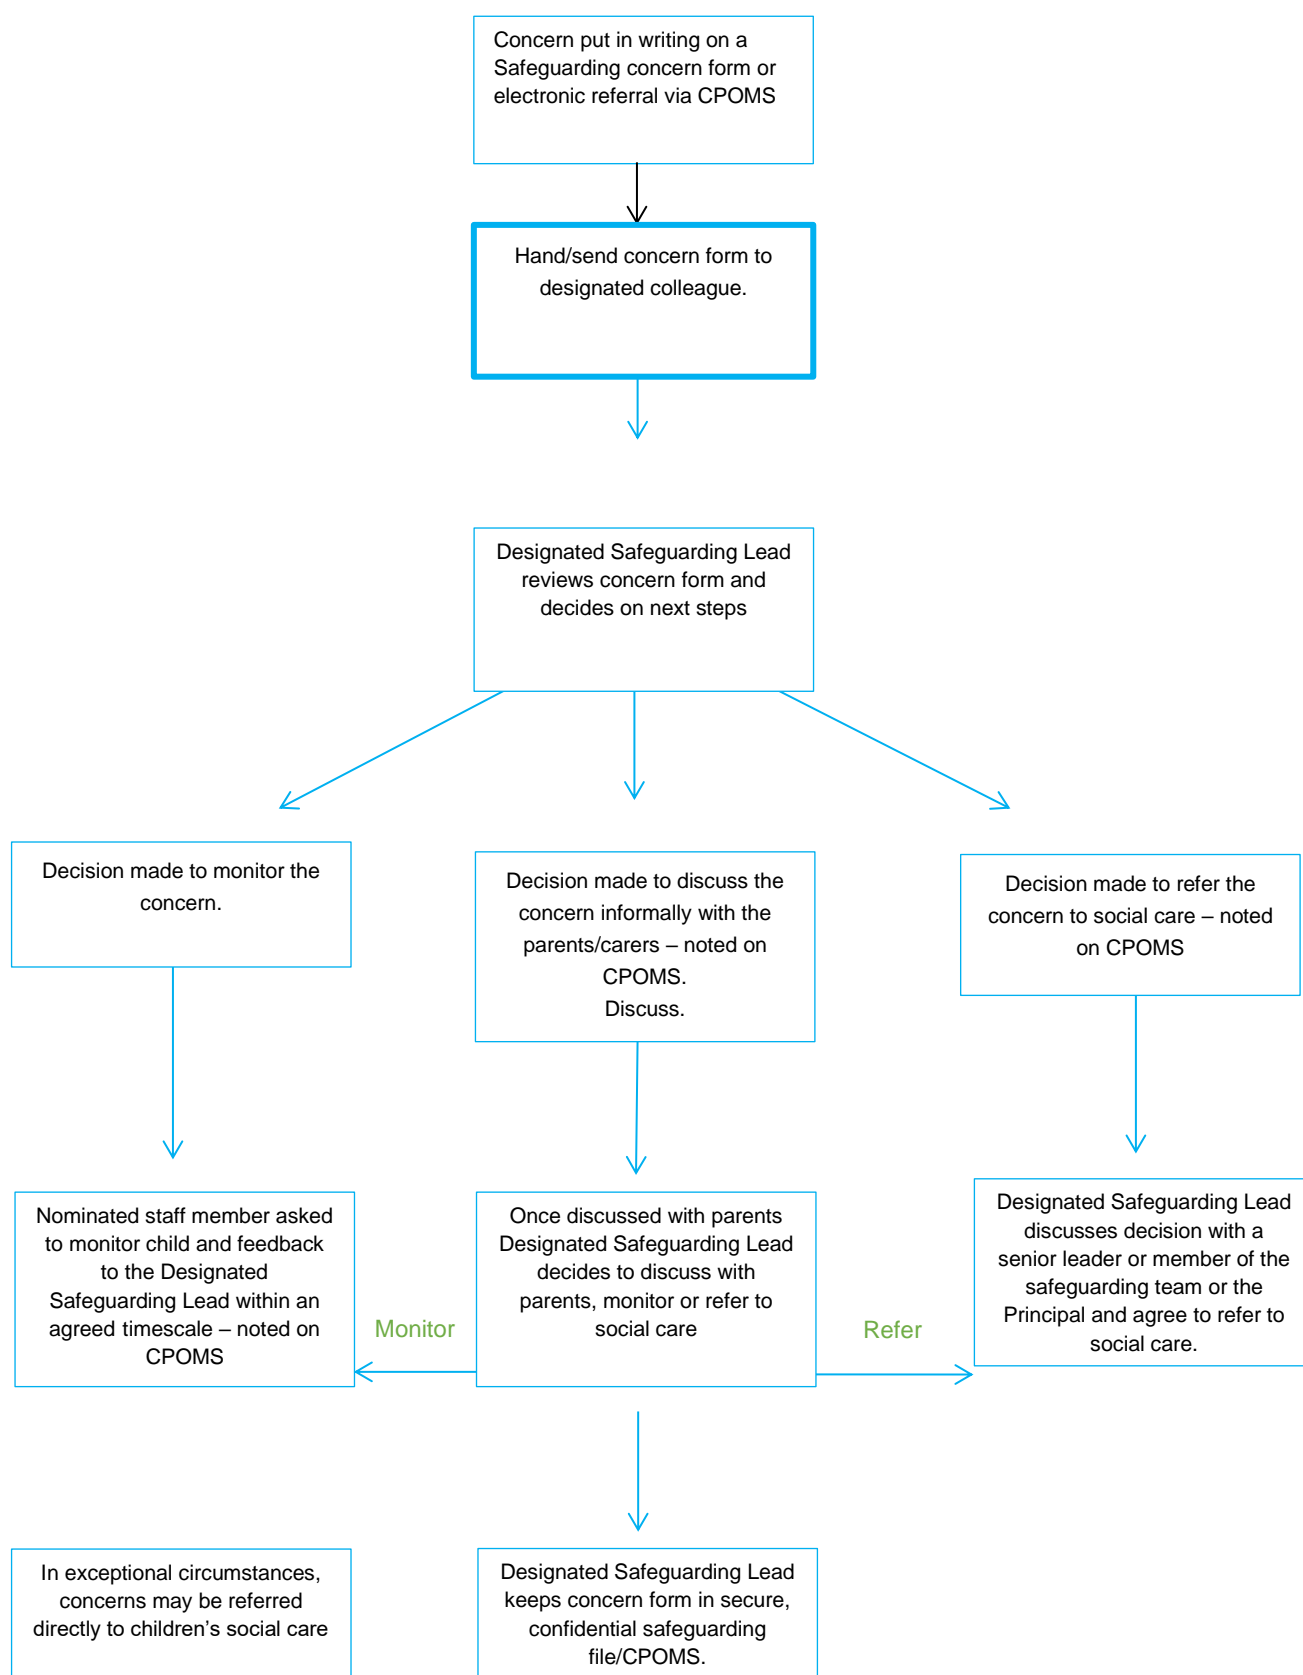 Concern put in writing on a
Safeguarding concern form or
electronic referral via CPOMS
Hand/send concern form to
designated colleague.
Designated Safeguarding Lead
reviews concern form and
decides on next steps
Decision made to monitor the
concern.
Decision made to discuss the
concern informally with the
parents/carers – noted on
CPOMS.
Discuss.
Decision made to refer the
concern to social care – noted
on CPOMS
Nominated staff member asked
to monitor child and feedback
to the Designated
Safeguarding Lead within an
agreed timescale – noted on
CPOMS
Monitor
Once discussed with parents
Designated Safeguarding Lead
decides to discuss with
parents, monitor or refer to
social care
Refer
Designated Safeguarding Lead
discusses decision with a
senior leader or member of the
safeguarding team or the
Principal and agree to refer to
social care.
In exceptional circumstances,
concerns may be referred
directly to children’s social care
Designated Safeguarding Lead
keeps concern form in secure,
confidential safeguarding
file/CPOMS.